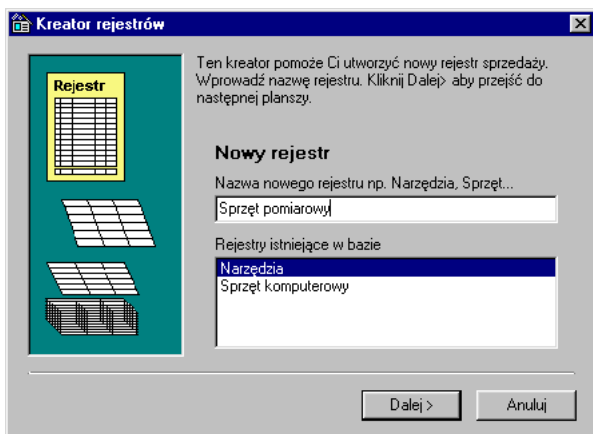 Kreator rejestrów
Ten kreator pomoże Ci utworzyć nowy rejestr sprzedaży.
Wprowadź nazwę rejestru. Kliknij Dalej> aby przejść do
następnej planszy.
Rejestr
Nowy rejestr
Nazwa nowego rejestru np. Narzędzia, Sprzęt...
Sprzęt pomiarowy
Rejestry istniejące w bazie
Narzędzia
Sprzęt komputerowy
Dalej > Anuluj